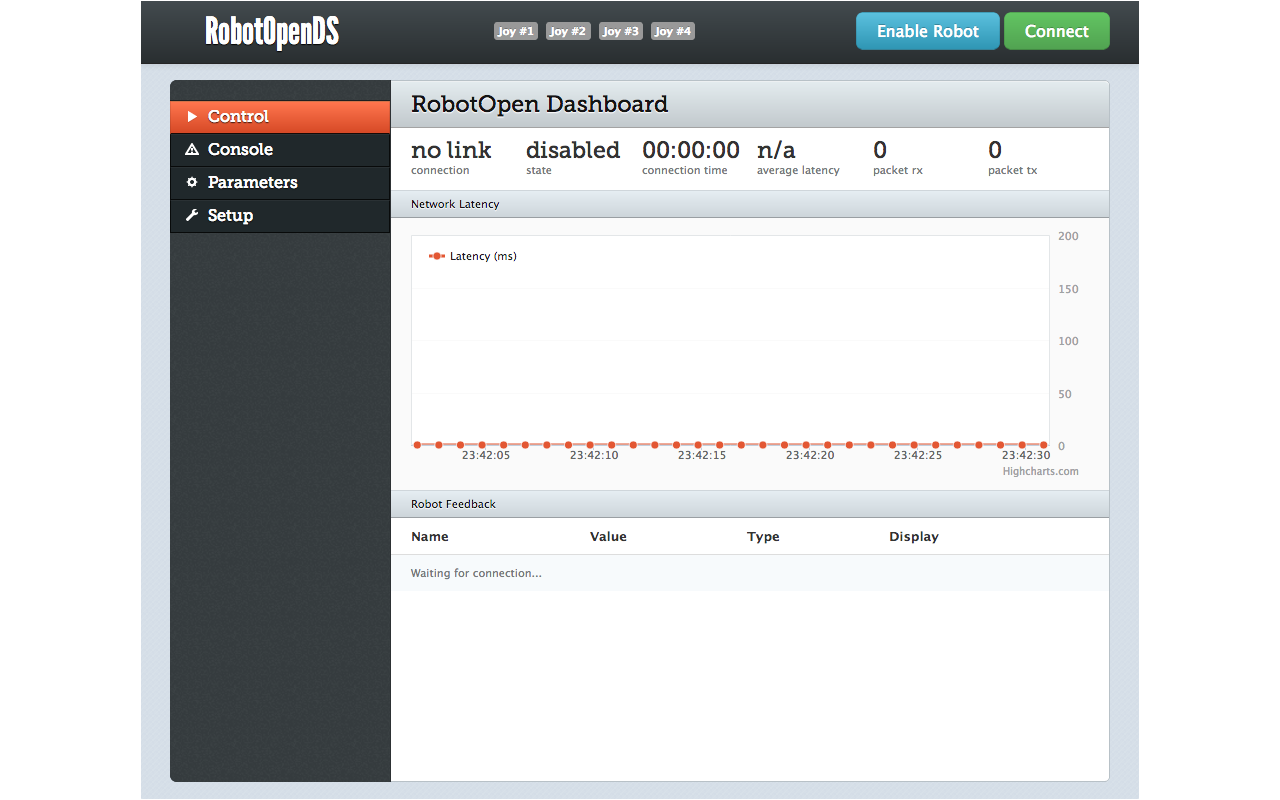 RobotOpenDS
Joy #1 Joy #2 Joy #3 Joy #4
Enable Robot
Connect
Control
Console
Parameters
Setup
RobotOpen Dashboard
no link disabled 00:00:00 n/a 0 0
connection state connection time average latency packet rx packet tx
Network Latency
Latency (ms)
200
150
100
50
0
23:42:05 23:42:10 23:42:15 23:42:20 23:42:25 23:42:30
Highcharts.com
Robot Feedback
Name Value Type Display
Waiting for connection...